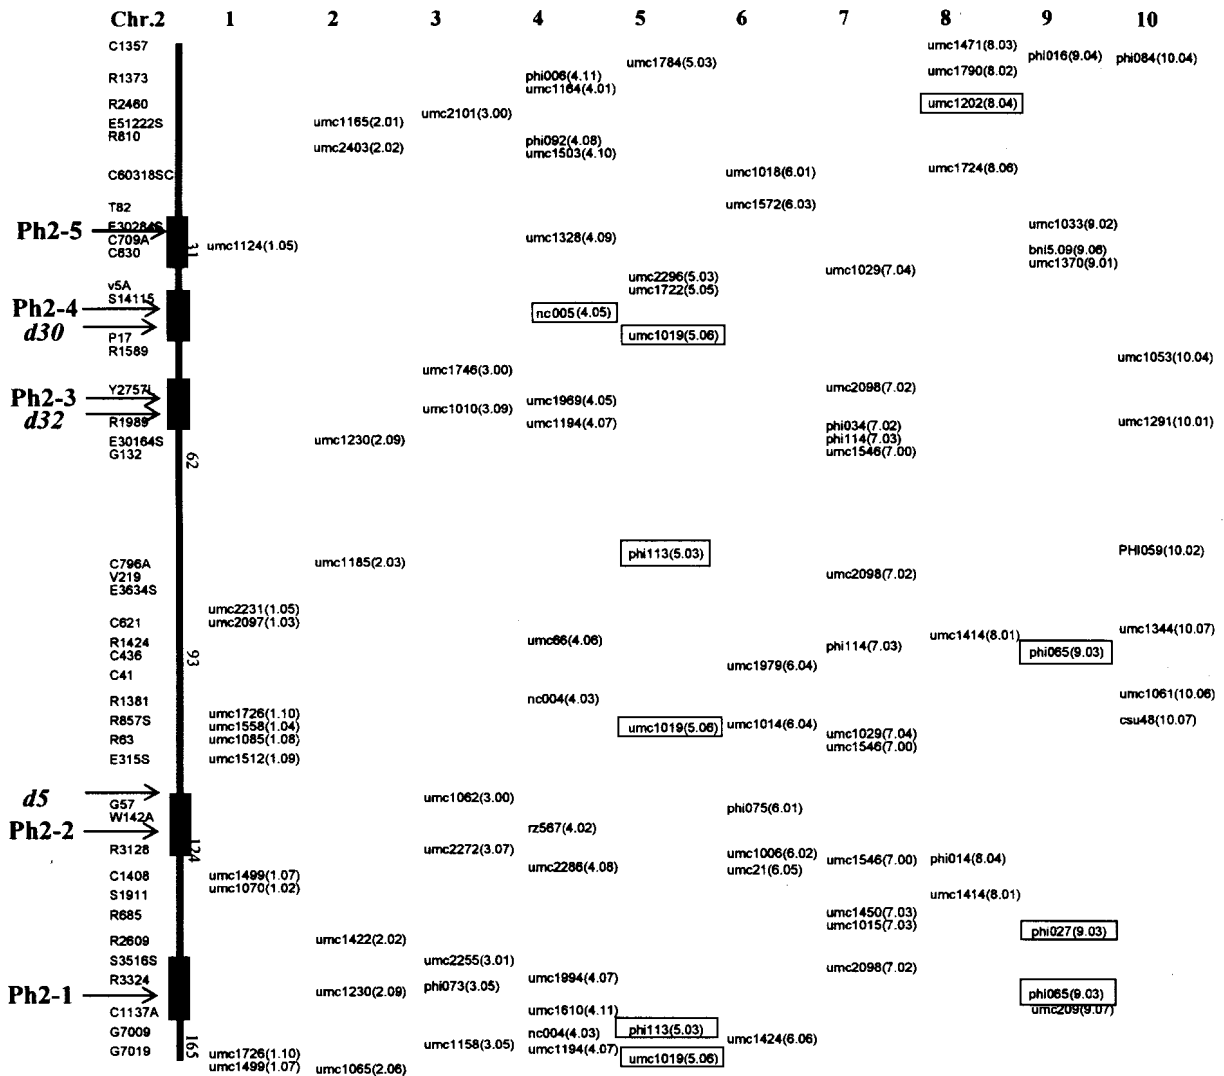 Chr.2 1 2 3 4 5 6 7 8 9 10
C1357 umc1471(8.03)
phi016(9.04) phi084(10.04)
umc1784(5.03)
R1373 phi006(4.11) umc1790(8.02)
umc1164(4.01)
R2460 umc1202(8.04)
umc2101(3.00)
E51222S umc1165(2.01)
R810 phi092(4.08)
umc2403(2.02) umc1503(4.10)
C60318SC umc1018(6.01) umc1724(8.06)
T82 umc1572(6.03)
Ph2-5 E30284S umc1033(9.02)
C709A umc1124(1.05) umc1328(4.09)
C630 31 bnl5.09(9.06)
umc1370(9.01)
umc2296(5.03) umc1029(7.04)
v5A umc1722(5.05)
S14115
Ph2-4 nc005(4.05)
d30
P17 umc1019(5.06)
R1589 umc1053(10.04)
umc1746(3.00)
Y2757L umc2098(7.02)
Ph2-3 umc1969(4.05)
d32 umc1010(3.09)
R1989 umc1194(4.07) phi034(7.02) umc1291(10.01)
E30164S umc1230(2.09) phi114(7.03)
G132 62 umc1546(7.00)
phi113(5.03) PHI059(10.02)
C796A umc1185(2.03)
V219 umc2098(7.02)
E3634S
umc2231(1.05)
C621 umc2097(1.03) umc1344(10.07)
R1424 umc66(4.06) phi114(7.03) umc1414(8.01)
C436 93 phi065(9.03)
C41 umc1979(6.04)
R1381 nc004(4.03) umc1061(10.06)
umc1726(1.10)
R857S umc1558(1.04) umc1019(5.06) umc1014(6.04) csu48(10.07)
R63 umc1085(1.08) umc1029(7.04)
umc1546(7.00)
E315S umc1512(1.09)
d5 umc1062(3.00)
G57 phi075(6.01)
W142A
Ph2-2 rz567(4.02)
R3128 124 umc2272(3.07) umc1006(6.02)
umc2286(4.08) umc21(6.05) umc1546(7.00) phi014(8.04)
C1408 umc1499(1.07)
umc1070(1.02)
S1911 umc1414(8.01)
R685 umc1450(7.03)
umc1015(7.03)
R2609 umc1422(2.02) phi027(9.03)
S3516S umc2255(3.01) umc2098(7.02)
R3324 phi073(3.05) umc1994(4.07)
Ph2-1 umc1230(2.09) phi065(9.03)
C1137A umc1610(4.11) umc209(9.07)
G7009 nc004(4.03) phi113(5.03)
umc1158(3.05) umc1424(6.06)
G7019 165 umc1726(1.10) umc1194(4.07) umc1019(5.06)
umc1499(1.07) umc1065(2.06)